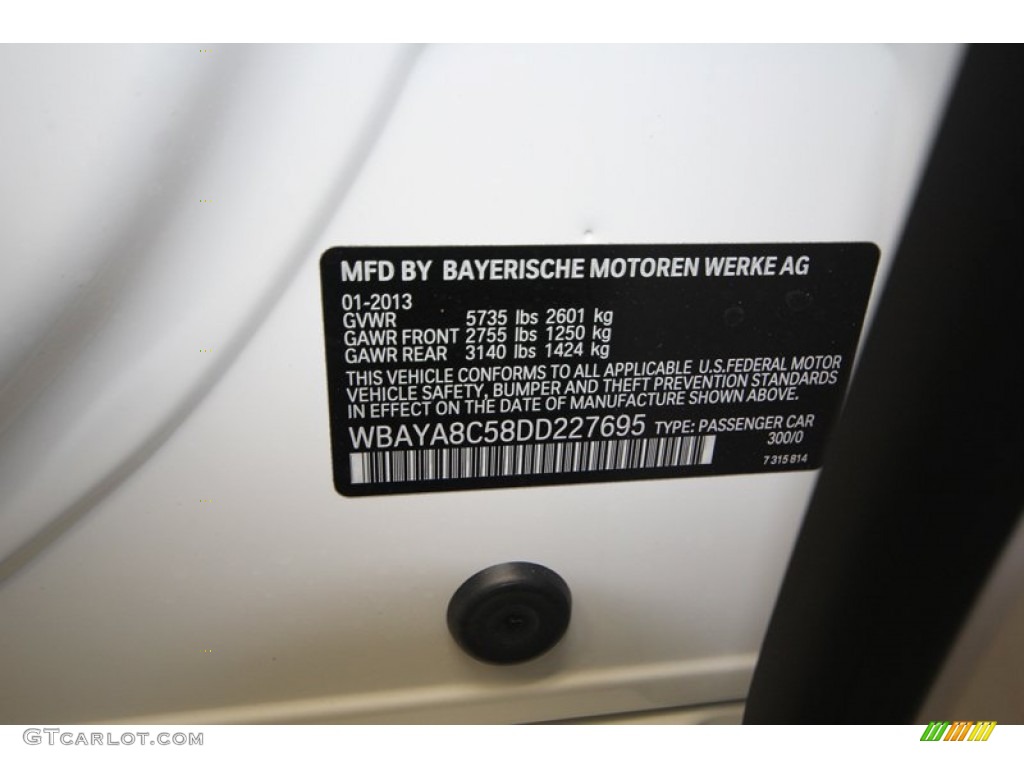 MFD BY BAYERISCHE MOTOREN WERKE AG
01-2013
GVWR 5735 lbs 2601 kg
GAWR FRONT 2755 lbs 1250 kg
GAWR REAR 3140 lbs 1424 kg
THIS VEHICLE CONFORMS TO ALL APPLICABLE U.S.FEDERAL MOTOR
VEHICLE SAFETY, BUMPER AND THEFT PREVENTION STANDARDS
IN EFFECT ON THE DATE OF MANUFACTURE SHOWN ABOVE.
WBAYA8C58DD227695 TYPE: PASSENGER CAR
300/0
7 315 814
GTCARLOT.COM